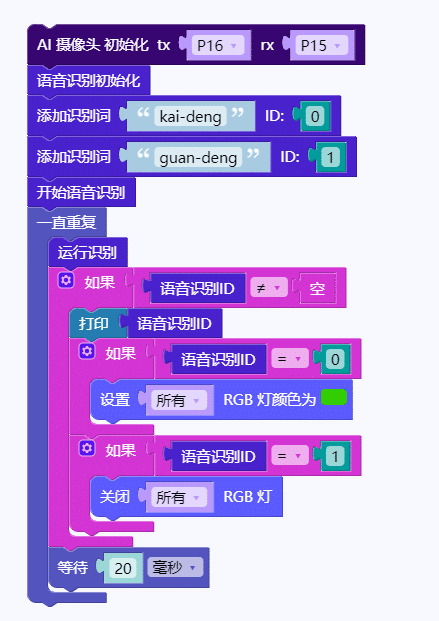 AI 摄像头 初始化 tx P16 rx P15
语音识别初始化
添加识别词 “ kai-deng ” ID: 0
添加识别词 “ guan-deng ” ID: 1
开始语音识别
一直重复
运行识别
如果 语音识别ID ≠ 空
打印 语音识别ID
如果 语音识别ID = 0
设置 所有 RGB 灯颜色为
如果 语音识别ID = 1
关闭 所有 RGB 灯
等待 20 毫秒